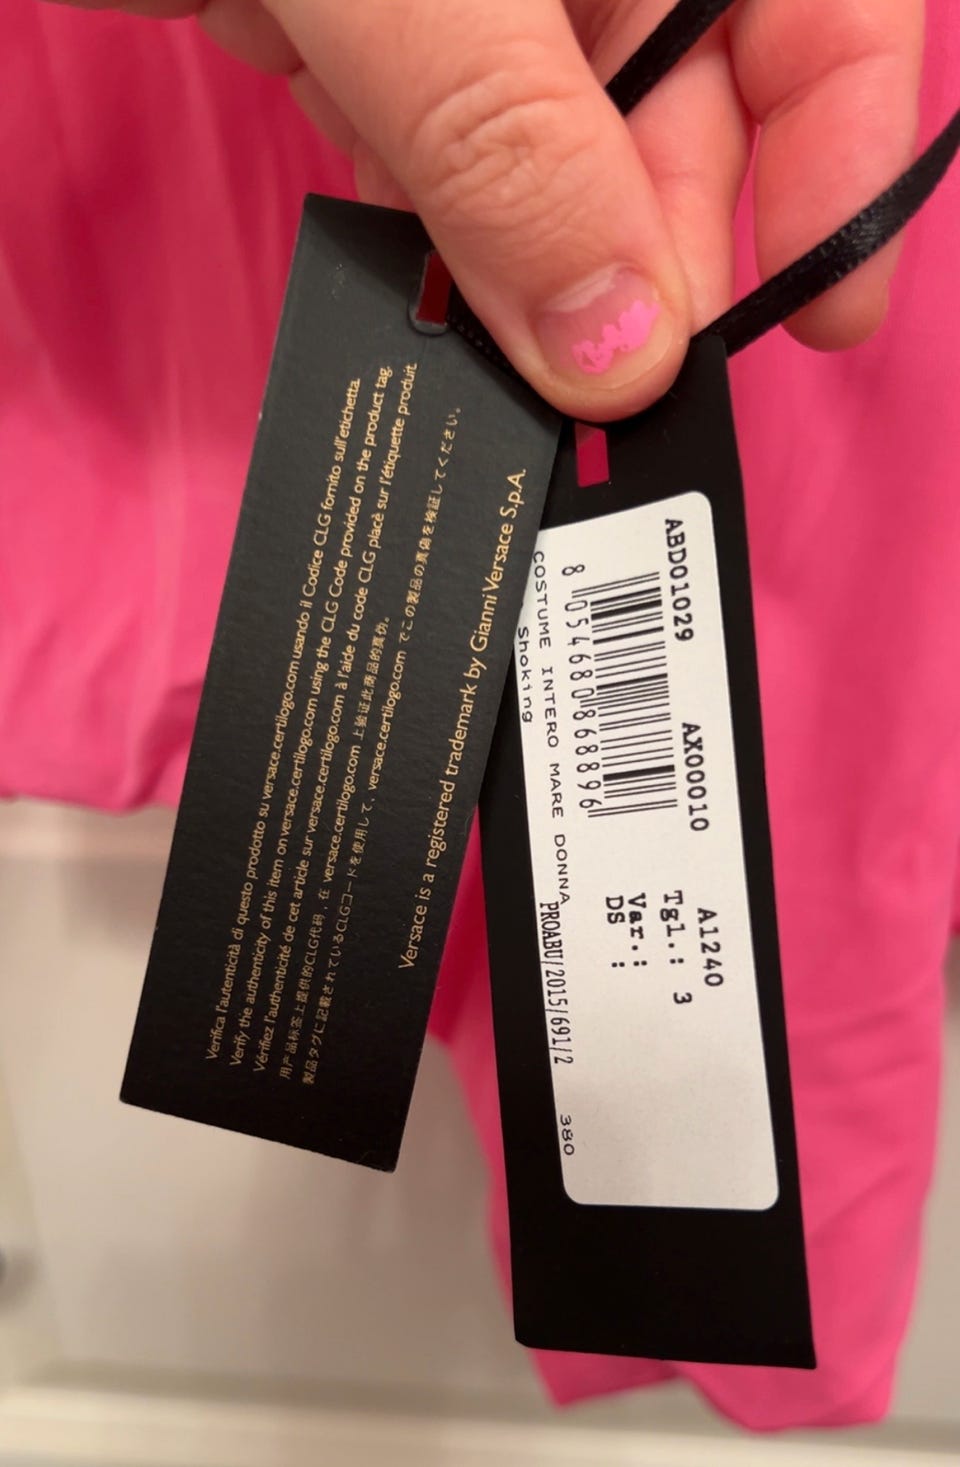 Verifica l'autenticità di questo prodotto su versace.certilogo.com usando il Codice CLG fornito sull'etichetta.
Verify the authenticity of this item on versace.certilogo.com using the CLG Code provided on the product tag.
Vérifiez l'authenticité de cet article sur versace.certilogo.com à l'aide du code CLG placè sur l'étiquette produit.
用产品标签上提供的CLG代码，在 versace.certilogo.com 上验证此商品的真伪。
製品タグに記載されているCLGコードを使用して、versace.certilogo.com でこの製品の真偽を検証してください。
Versace is a registered trademark by Gianni Versace S.p.A.
ABD01029 AX00010 A1240
Tgl.: 3
Var.:
DS :
8 054680 868896
COSTUME INTERO MARE DONNA
PROABU/2015/691/2 380
Shoking